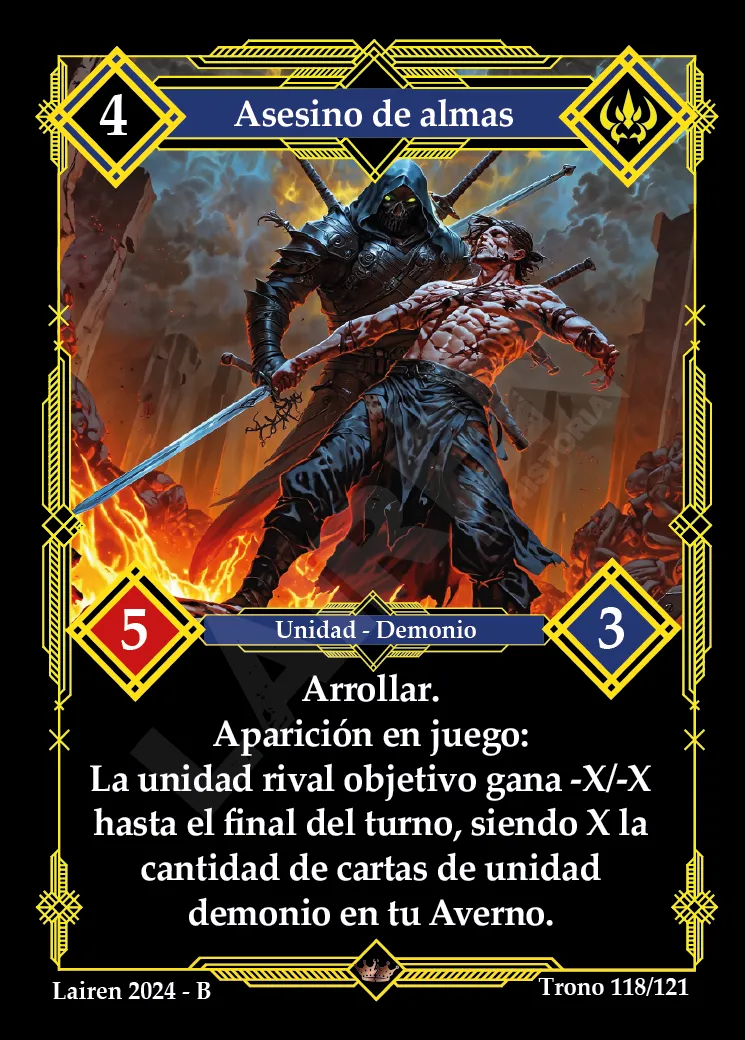 4
Asesino de almas
5
Unidad - Demonio
3
Arrollar.
Aparición en juego:
La unidad rival objetivo gana -X/-X
hasta el final del turno, siendo X la
cantidad de cartas de unidad
demonio en tu Averno.
Lairen 2024 - B
Trono 118/121